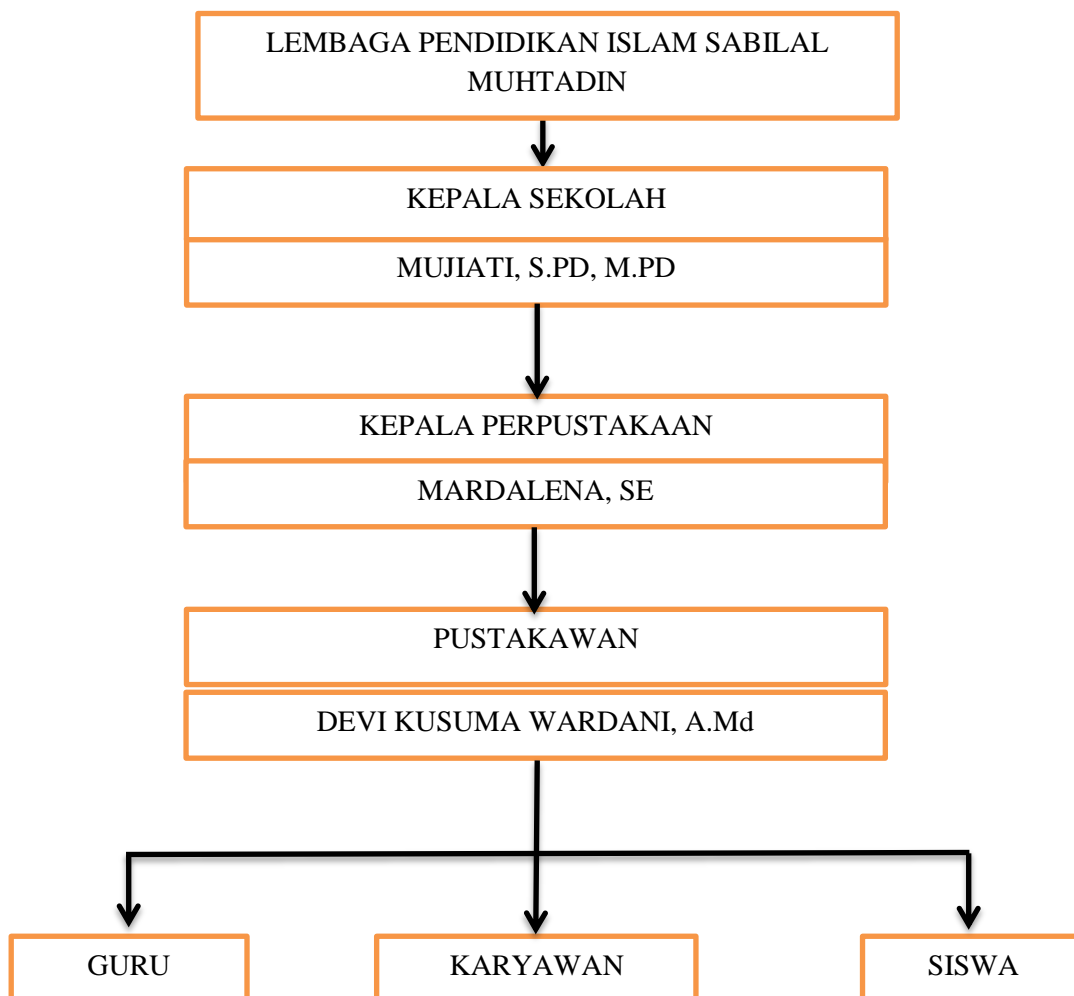 LEMBAGA PENDIDIKAN ISLAM SABILAL
MUHTADIN
KEPALA SEKOLAH
MUJIATI, S.PD, M.PD
KEPALA PERPUSTAKAAN
MARDALENA, SE
PUSTAKAWAN
DEVI KUSUMA WARDANI, A.Md
GURU
KARYAWAN
SISWA